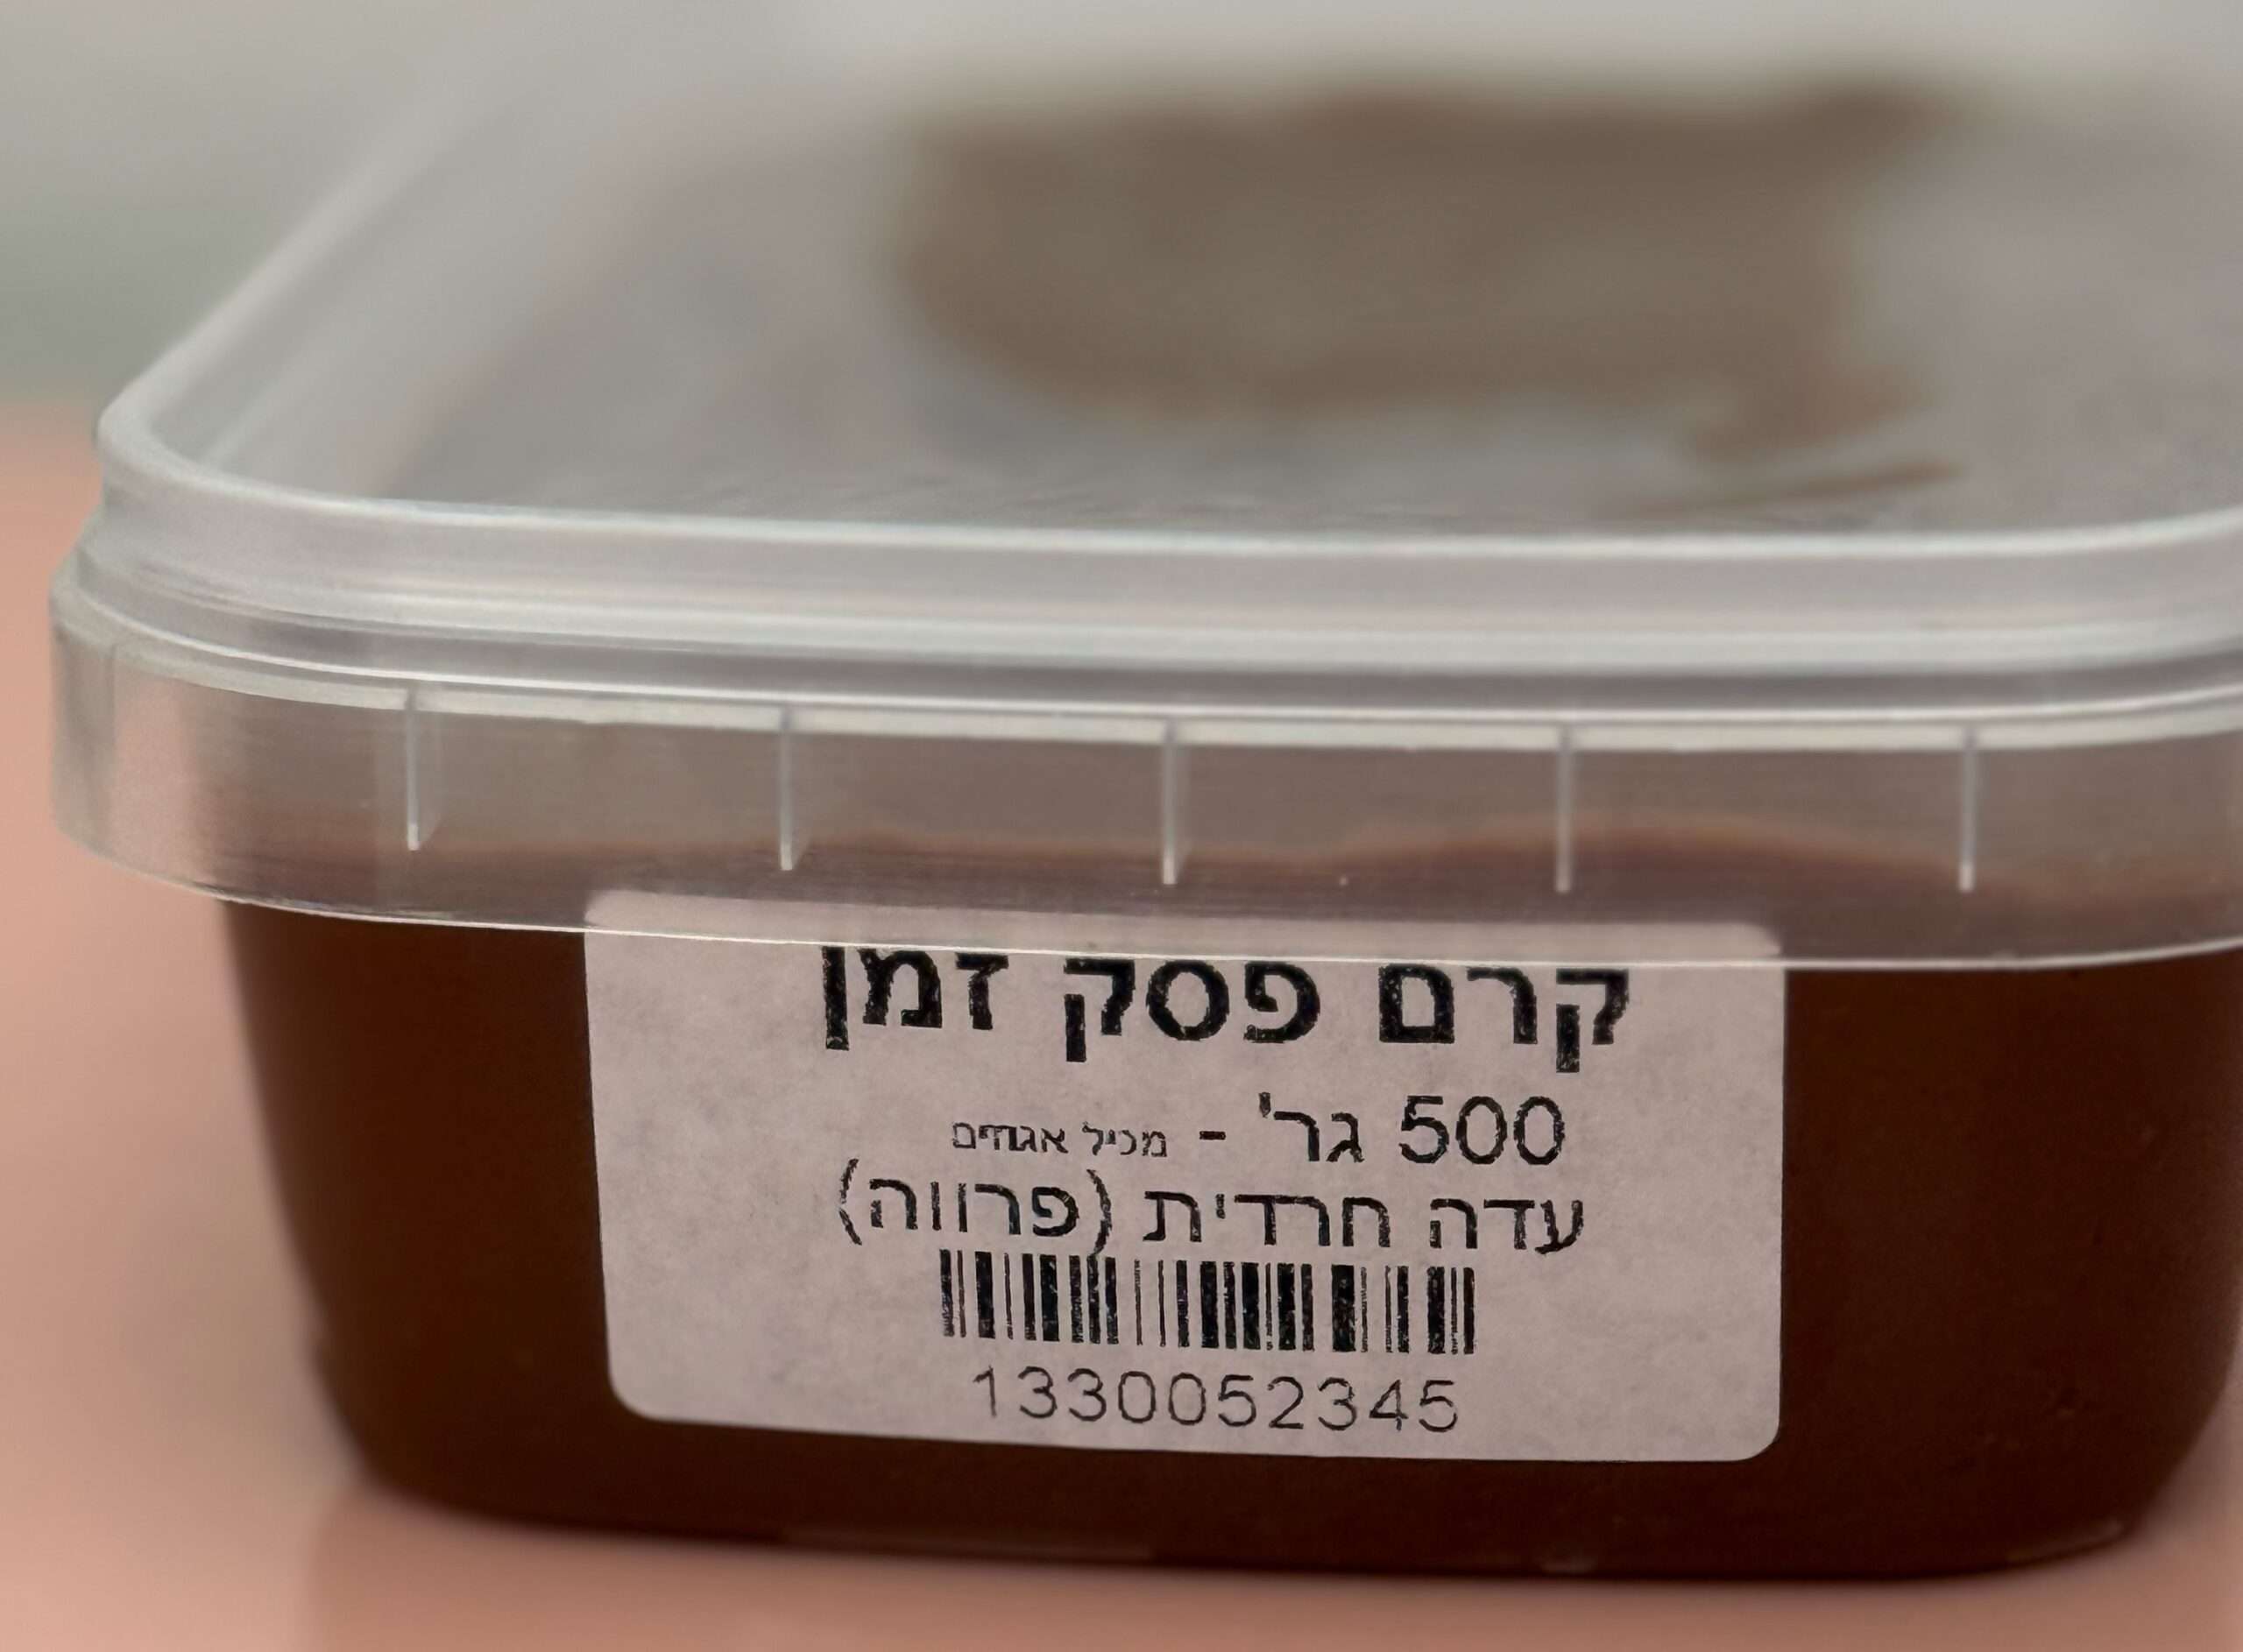 קרם פסק זמן
500 גר' - מכיל אגוזים
עדה חרדית (פרווה)
1330052345